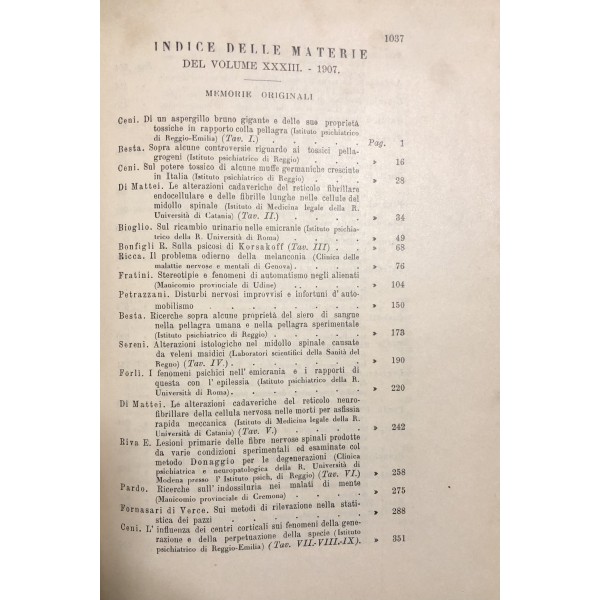 1037
INDICE DELLE MATERIE
DEL VOLUME XXXIII. - 1907.
MEMORIE ORIGINALI
Ceni. Di un aspergillo bruno gigante e delle sue proprietà
tossiche in rapporto colla pellagra (Istituto psichiatrico
di Reggio-Emilia) (Tav. I.) . . . . . Pag. 1
Besta. Sopra alcune controversie riguardo ai tossici pella-
grogeni (Istituto psichiatrico di Reggio) . . . » 16
Ceni. Sul potere tossico di alcune muffe germaniche cresciute
in Italia (Istituto psichiatrico di Reggio) . . . » 28
Di Mattei. Le alterazioni cadaveriche del reticolo fibrillare
endocellulare e delle fibrille lunghe nelle cellule del
midollo spinale (Istituto di Medicina legale della R.
Università di Catania) (Tav. II.) . . . . » 34
Bioglio. Sul ricambio urinario nelle emicranie (Istituto psichia-
trico della R. Università di Roma) . . . . » 49
Bonfigli R. Sulla psicosi di Korsakoff (Tav. III) . . » 68
Ricca. Il problema odierno della melanconia (Clinica delle
malattie nervose e mentali di Genova) . . . . » 76
Fratini. Stereotipie e fenomeni di automatismo negli alienati
(Manicomio provinciale di Udine) . . . . » 104
Petrazzani. Disturbi nervosi improvvisi e infortuni d'auto-
mobilismo . . . . . . . » 150
Besta. Ricerche sopra alcune proprietà del siero di sangue
nella pellagra umana e nella pellagra sperimentale
(Istituto psichiatrico di Reggio) . . . . » 173
Sereni. Alterazioni istologiche nel midollo spinale causate
da veleni maidici (Laboratori scientifici della Sanità del
Regno) (Tav. IV.) . . . . . . » 190
Forli. I fenomeni psichici nell'emicrania e i rapporti di
questa con l'epilessia (Istituto psichiatrico della R.
Università di Roma) . . . . . . » 220
Di Mattei. Le alterazioni cadaveriche del reticolo neuro-
fibrillare della cellula nervosa nelle morti per asfissia
rapida meccanica (Istituto di Medicina legale della R.
Università di Catania) (Tav. V.) . . . . » 242
Riva E. Lesioni primarie delle fibre nervose spinali prodotte
da varie condizioni sperimentali ed esaminate col
metodo Donaggio per le degenerazioni (Clinica
psichiatrica e neuropatologica della R. Università di
Modena presso l'Istituto psich. di Reggio) (Tav. VI.) » 258
Pardo. Ricerche sull'indossiluria nei malati di mente
(Manicomio provinciale di Cremona) . . . . » 275
Fornasari di Verce. Sui metodi di rilevazione nella stati-
stica dei pazzi . . . . . . » 288
Ceni. L'influenza dei centri corticali sui fenomeni della gene-
razione e della perpetuazione della specie (Istituto
psichiatrico di Reggio-Emilia) (Tav. VII.-VIII.-IX). » 351